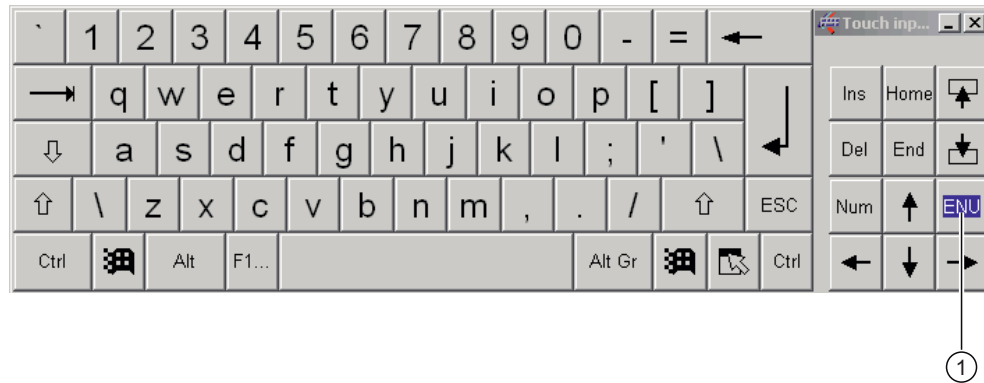 ` 1 2 3 4 5 6 7 8 9 0 - = Touch inp...
q w e r t y u i o p [ ] Ins Home
a s d f g h j k l ; ' \ Del End
\ z x c v b n m , . / ESC Num ENU
Ctrl Alt F1... Alt Gr Ctrl
1